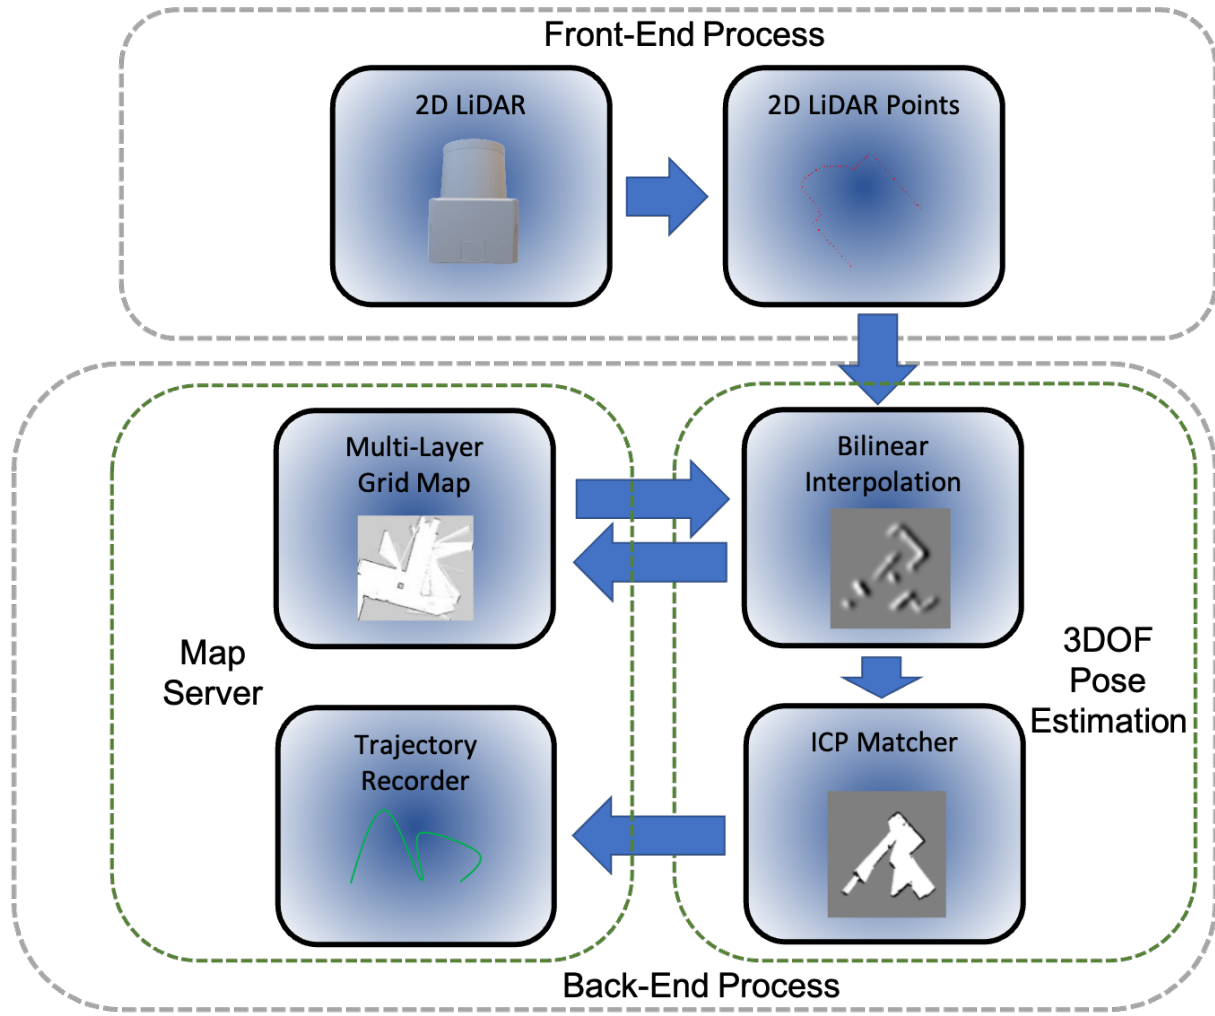 Front-End Process
2D LiDAR
2D LiDAR Points
Multi-Layer
Grid Map
Bilinear
Interpolation
Map
Server
3DOF
Pose
Estimation
Trajectory
Recorder
ICP Matcher
Back-End Process